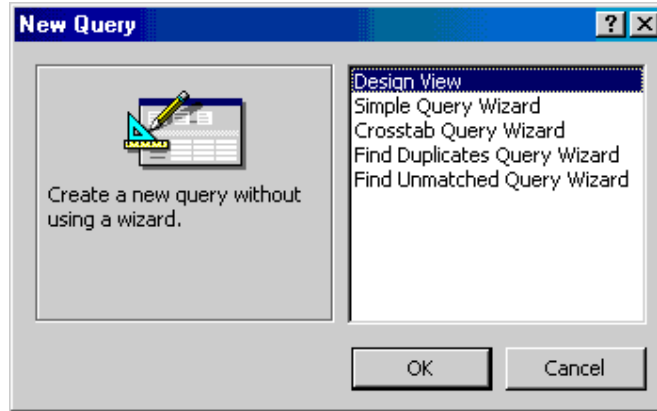 New Query
Create a new query without
using a wizard.
Design View
Simple Query Wizard
Crosstab Query Wizard
Find Duplicates Query Wizard
Find Unmatched Query Wizard
OK
Cancel